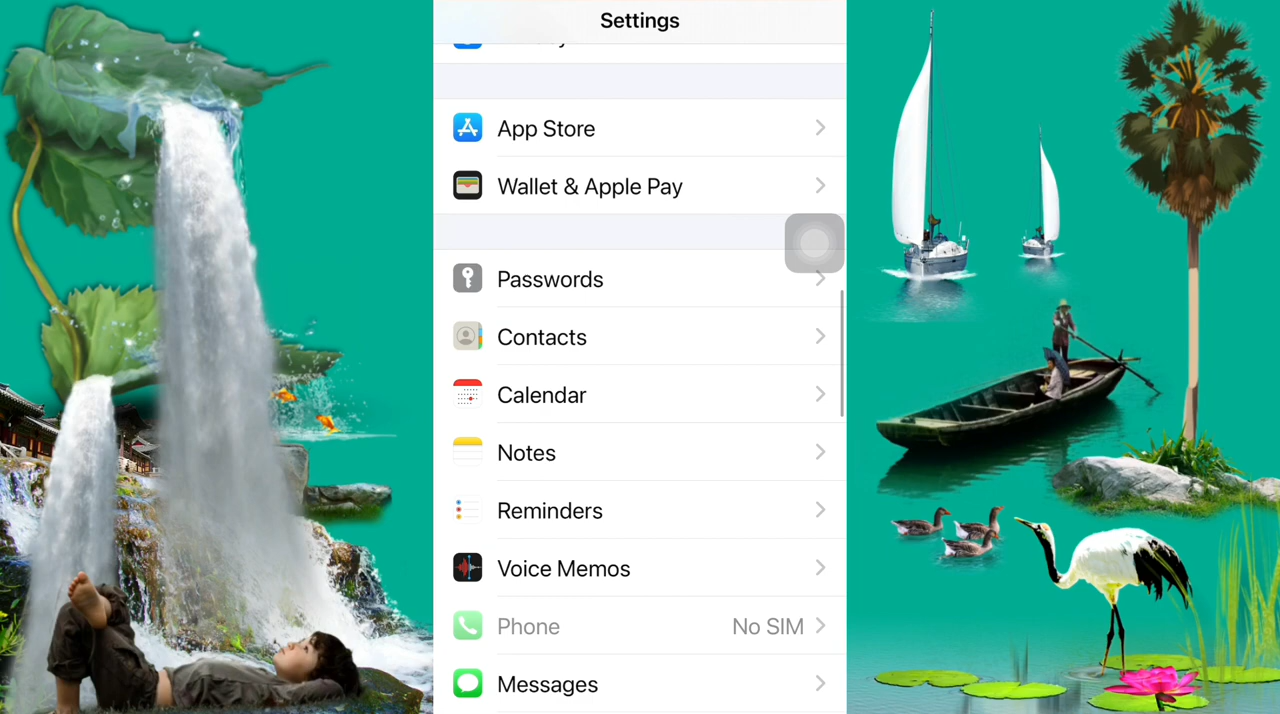 Settings
App Store
Wallet & Apple Pay
Passwords
Contacts
Calendar
Notes
Reminders
Voice Memos
Phone No SIM
Messages